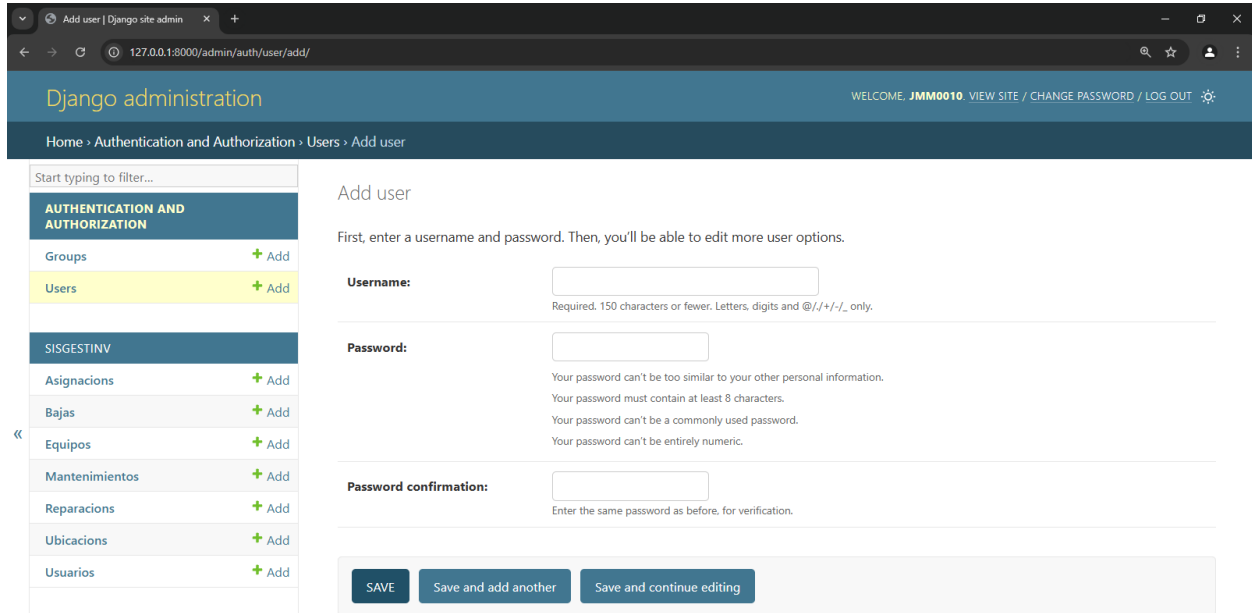 Add user | Django site admin
127.0.0.1:8000/admin/auth/user/add/
Django administration
WELCOME, JMM0010. VIEW SITE / CHANGE PASSWORD / LOG OUT
Home › Authentication and Authorization › Users › Add user
Start typing to filter...
AUTHENTICATION AND
AUTHORIZATION
Groups + Add
Users + Add
SISGESTINV
Asignacions + Add
Bajas + Add
Equipos + Add
Mantenimientos + Add
Reparacions + Add
Ubicacions + Add
Usuarios + Add
«
Add user
First, enter a username and password. Then, you'll be able to edit more user options.
Username:
Required. 150 characters or fewer. Letters, digits and @/./+/-/_ only.
Password:
Your password can't be too similar to your other personal information.
Your password must contain at least 8 characters.
Your password can't be a commonly used password.
Your password can't be entirely numeric.
Password confirmation:
Enter the same password as before, for verification.
SAVE
Save and add another
Save and continue editing